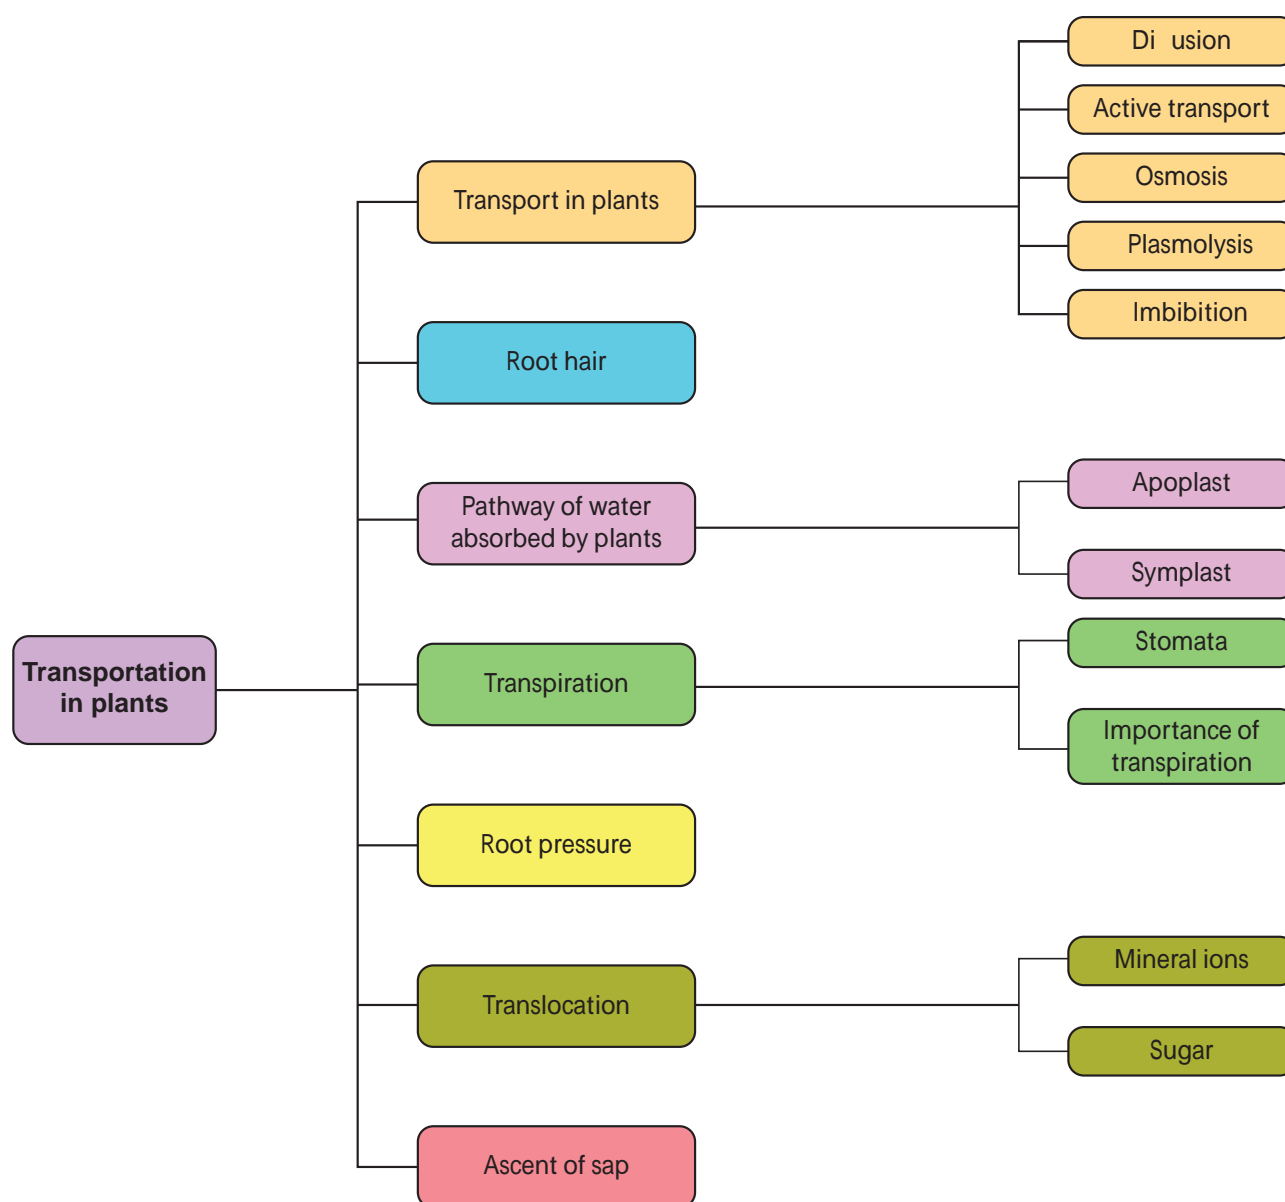 Transportation
in plants
Transport in plants
Di usion
Active transport
Osmosis
Plasmolysis
Imbibition
Root hair
Pathway of water
absorbed by plants
Apoplast
Symplast
Transpiration
Stomata
Importance of
transpiration
Root pressure
Translocation
Mineral ions
Sugar
Ascent of sap